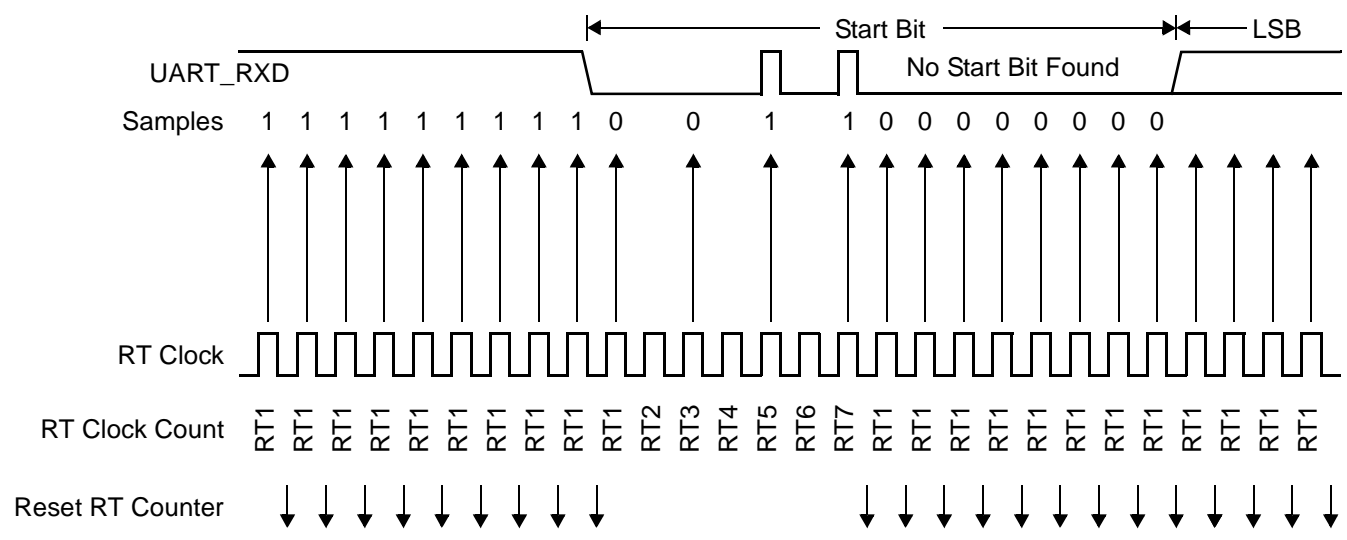 Start Bit LSB
UART_RXD No Start Bit Found
Samples 1 1 1 1 1 1 1 1 1 0 0 1 1 0 0 0 0 0 0 0 0
RT Clock
RT Clock Count RT1 RT1 RT1 RT1 RT1 RT1 RT1 RT1 RT1 RT1 RT2 RT3 RT4 RT5 RT6 RT7 RT1 RT1 RT1 RT1 RT1 RT1 RT1 RT1 RT1 RT1 RT1 RT1
Reset RT Counter